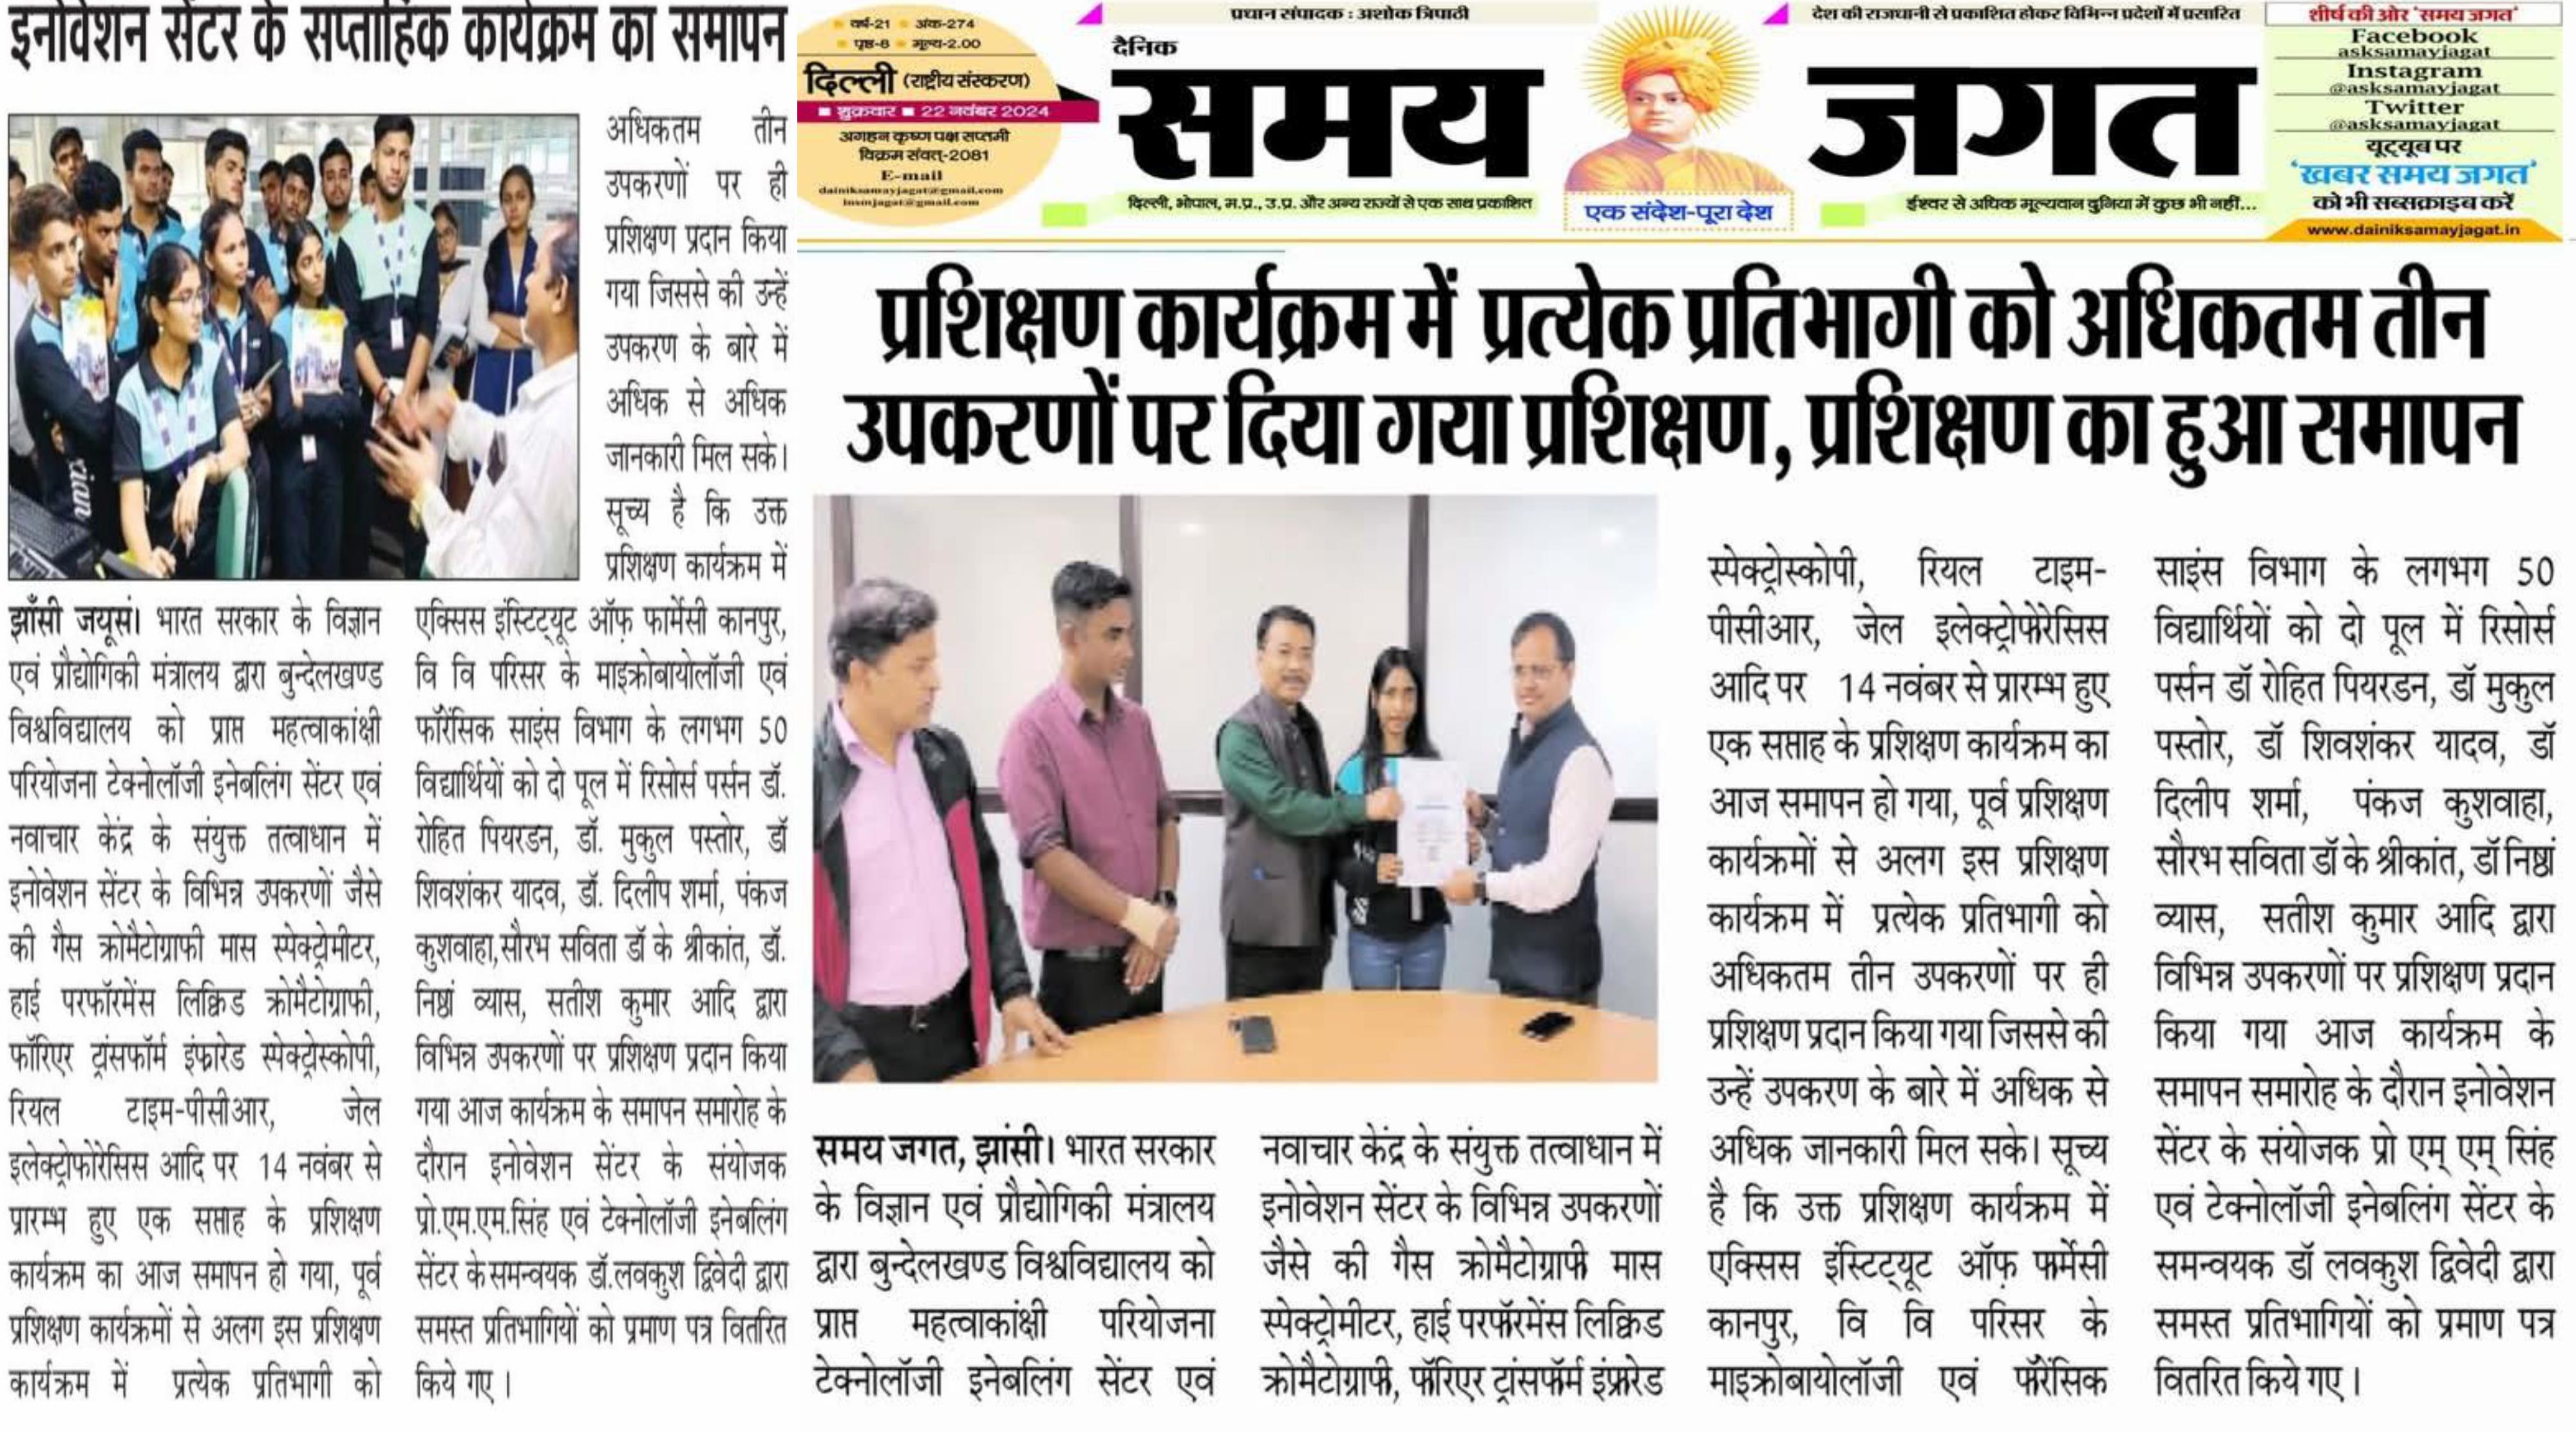 इनोवेशन सेंटर के सप्ताहिक कार्यक्रम का समापन
अधिकतम तीन
उपकरणों पर ही
प्रशिक्षण प्रदान किया
गया जिससे की उन्हें
उपकरण के बारे में
अधिक से अधिक
जानकारी मिल सके।
सूच्य है कि उक्त
प्रशिक्षण कार्यक्रम में
झाँसी जयूसं। भारत सरकार के विज्ञान
एवं प्रौद्योगिकी मंत्रालय द्वारा बुन्देलखण्ड
विश्वविद्यालय को प्राप्त महत्वाकांक्षी
परियोजना टेक्नोलॉजी इनेबलिंग सेंटर एवं
नवाचार केंद्र के संयुक्त तत्वाधान में
इनोवेशन सेंटर के विभिन्न उपकरणों जैसे
की गैस क्रोमैटोग्राफी मास स्पेक्ट्रोमीटर,
हाई परफॉरमेंस लिक्विड क्रोमैटोग्राफी,
फॉरिएर ट्रांसफॉर्म इंफ्रारेड स्पेक्ट्रोस्कोपी,
रियल टाइम-पीसीआर, जेल
इलेक्ट्रोफोरेसिस आदि पर 14 नवंबर से
प्रारम्भ हुए एक सप्ताह के प्रशिक्षण
कार्यक्रम का आज समापन हो गया, पूर्व
प्रशिक्षण कार्यक्रमों से अलग इस प्रशिक्षण
कार्यक्रम में प्रत्येक प्रतिभागी को
एक्सिस इंस्टिट्यूट ऑफ़ फार्मेसी कानपुर,
वि वि परिसर के माइक्रोबायोलॉजी एवं
फॉरेंसिक साइंस विभाग के लगभग 50
विद्यार्थियों को दो पूल में रिसोर्स पर्सन डॉ.
रोहित पियरडन, डॉ. मुकुल पस्तोर, डॉ
शिवशंकर यादव, डॉ. दिलीप शर्मा, पंकज
कुशवाहा,सौरभ सविता डॉ के श्रीकांत, डॉ.
निष्ठां व्यास, सतीश कुमार आदि द्वारा
विभिन्न उपकरणों पर प्रशिक्षण प्रदान किया
गया आज कार्यक्रम के समापन समारोह के
दौरान इनोवेशन सेंटर के संयोजक
प्रो.एम.एम.सिंह एवं टेक्नोलॉजी इनेबलिंग
सेंटर के समन्वयक डॉ.लवकुश द्विवेदी द्वारा
समस्त प्रतिभागियों को प्रमाण पत्र वितरित
किये गए।
वर्ष-21 अंक-274
पृष्ठ-8 मूल्य-2.00
दिल्ली (राष्ट्रीय संस्करण)
शुक्रवार 22 नवंबर 2024
अगहन कृष्ण पक्ष सप्तमी
विक्रम संवत्-2081
E-mail
dainiksamayjagat@gmail.com
प्रधान संपादक : अशोक त्रिपाठी
देश की राजधानी से प्रकाशित होकर विभिन्न प्रदेशों में प्रसारित
दैनिक
समय जगत
दिल्ली, भोपाल, म.प्र., उ.प्र. और अन्य राज्यों से एक साथ प्रकाशित
एक संदेश-पूरा देश
ईश्वर से अधिक मूल्यवान दुनिया में कुछ भी नहीं...
शीर्ष की ओर 'समय जगत'
Facebook
asksamayjagat
Instagram
@asksamayjagat
Twitter
@asksamayjagat
यूट्यूब पर
'खबर समय जगत'
को भी सब्सक्राइब करें
www.dainiksamayjagat.in
प्रशिक्षण कार्यक्रम में प्रत्येक प्रतिभागी को अधिकतम तीन
उपकरणों पर दिया गया प्रशिक्षण, प्रशिक्षण का हुआ समापन
समय जगत, झांसी। भारत सरकार
के विज्ञान एवं प्रौद्योगिकी मंत्रालय
द्वारा बुन्देलखण्ड विश्वविद्यालय को
प्राप्त महत्वाकांक्षी परियोजना
टेक्नोलॉजी इनेबलिंग सेंटर एवं
नवाचार केंद्र के संयुक्त तत्वाधान में
इनोवेशन सेंटर के विभिन्न उपकरणों
जैसे की गैस क्रोमैटोग्राफी मास
स्पेक्ट्रोमीटर, हाई परफॉरमेंस लिक्विड
क्रोमैटोग्राफी, फॉरिएर ट्रांसफॉर्म इंफ्रारेड
स्पेक्ट्रोस्कोपी, रियल टाइम-
पीसीआर, जेल इलेक्ट्रोफोरेसिस
आदि पर 14 नवंबर से प्रारम्भ हुए
एक सप्ताह के प्रशिक्षण कार्यक्रम का
आज समापन हो गया, पूर्व प्रशिक्षण
कार्यक्रमों से अलग इस प्रशिक्षण
कार्यक्रम में प्रत्येक प्रतिभागी को
अधिकतम तीन उपकरणों पर ही
प्रशिक्षण प्रदान किया गया जिससे की
उन्हें उपकरण के बारे में अधिक से
अधिक जानकारी मिल सके। सूच्य
है कि उक्त प्रशिक्षण कार्यक्रम में
एक्सिस इंस्टिट्यूट ऑफ़ फार्मेसी
कानपुर, वि वि परिसर के
माइक्रोबायोलॉजी एवं फॉरेंसिक
साइंस विभाग के लगभग 50
विद्यार्थियों को दो पूल में रिसोर्स
पर्सन डॉ रोहित पियरडन, डॉ मुकुल
पस्तोर, डॉ शिवशंकर यादव, डॉ
दिलीप शर्मा, पंकज कुशवाहा,
सौरभ सविता डॉ के श्रीकांत, डॉ निष्ठां
व्यास, सतीश कुमार आदि द्वारा
विभिन्न उपकरणों पर प्रशिक्षण प्रदान
किया गया आज कार्यक्रम के
समापन समारोह के दौरान इनोवेशन
सेंटर के संयोजक प्रो एम् एम् सिंह
एवं टेक्नोलॉजी इनेबलिंग सेंटर के
समन्वयक डॉ लवकुश द्विवेदी द्वारा
समस्त प्रतिभागियों को प्रमाण पत्र
वितरित किये गए।